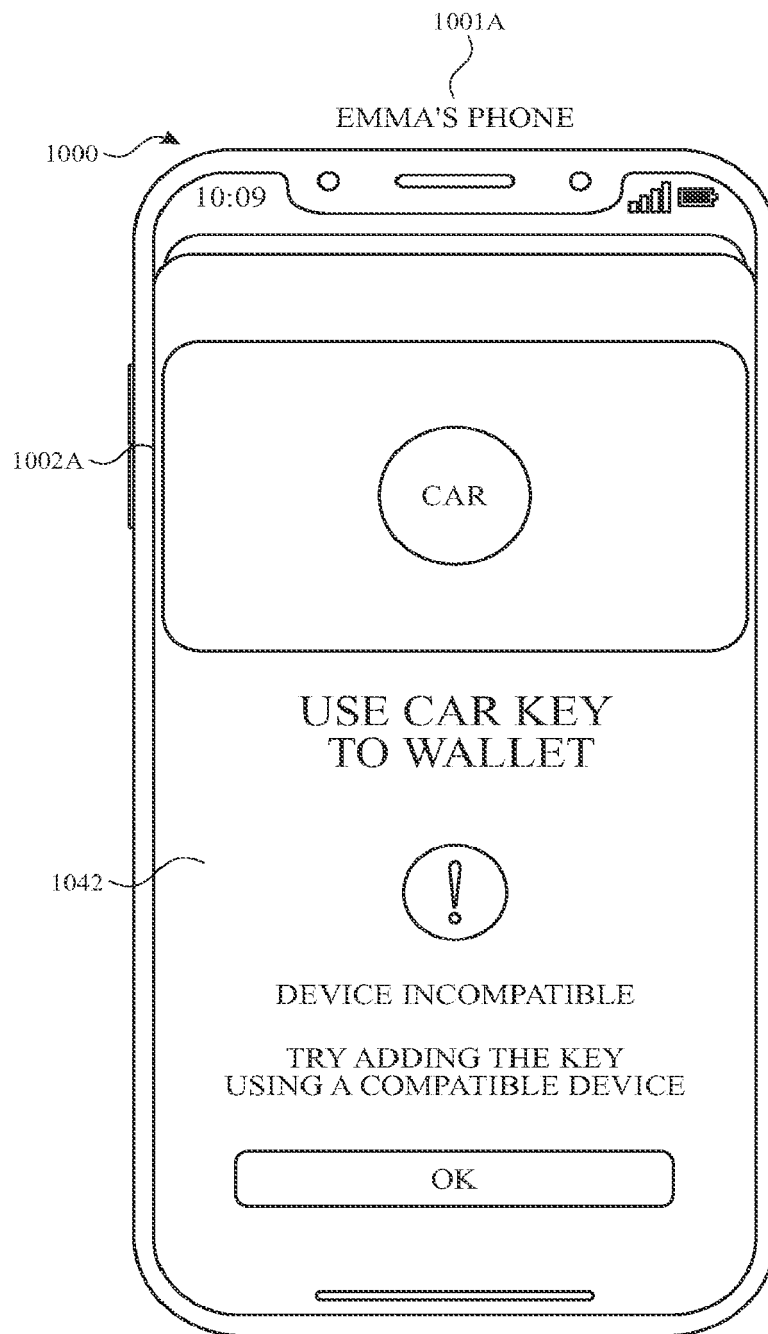 1001A
EMMA'S PHONE
1000
10:09
1002A
CAR
USE CAR KEY
TO WALLET
1042
!
DEVICE INCOMPATIBLE
TRY ADDING THE KEY
USING A COMPATIBLE DEVICE
OK